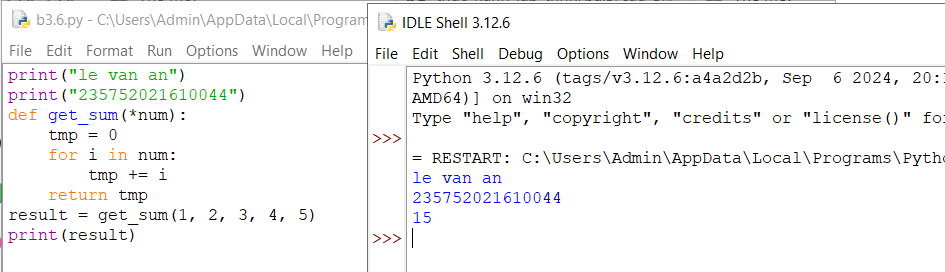 b3.6.py - C:\Users\Admin\AppData\Local\Program
File Edit Format Run Options Window Help
print("le van an")
print("235752021610044")
def get_sum(*num):
    tmp = 0
    for i in num:
        tmp += i
    return tmp
result = get_sum(1, 2, 3, 4, 5)
print(result)
IDLE Shell 3.12.6
File Edit Shell Debug Options Window Help
Python 3.12.6 (tags/v3.12.6:a4a2d2b, Sep  6 2024, 20:
AMD64)] on win32
Type "help", "copyright", "credits" or "license()" fo
>>>
= RESTART: C:\Users\Admin\AppData\Local\Programs\Pytho
le van an
235752021610044
15
>>>